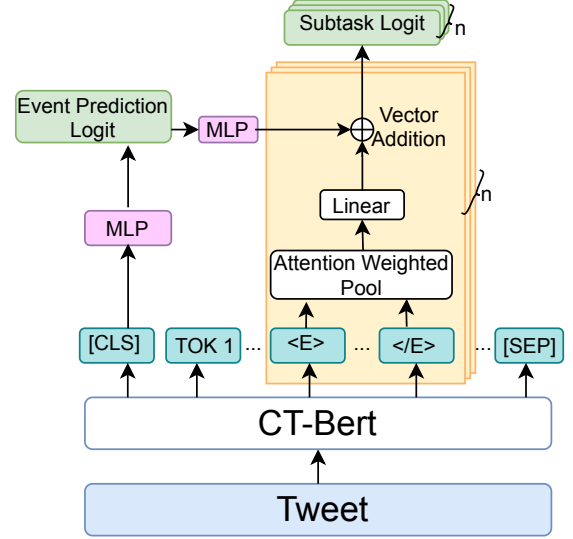 Subtask Logit
n
Event Prediction
Logit
MLP
Vector
Addition
Linear
n
MLP
Attention Weighted
Pool
[CLS]
TOK 1
...
<E>
...
</E>
...
[SEP]
CT-Bert
Tweet